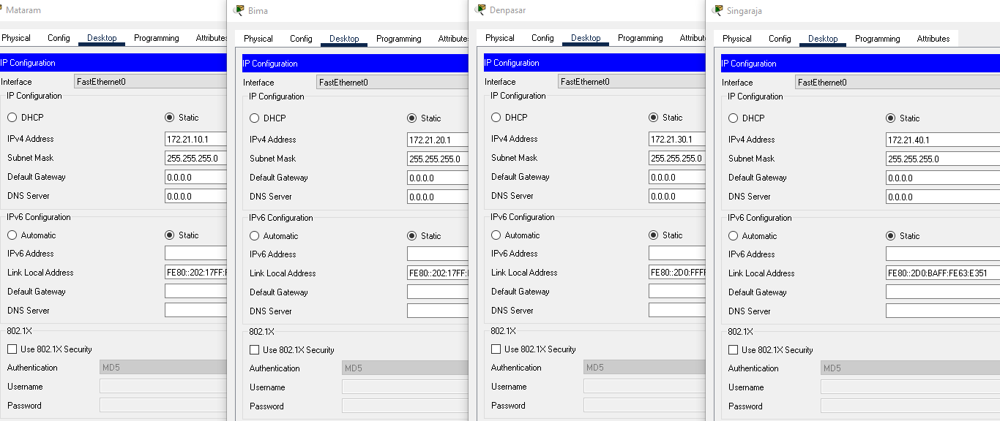 Mataram
Physical Config Desktop Programming Attributes
IP Configuration
Interface FastEthernet0
IP Configuration
DHCP Static
IPv4 Address 172.21.10.1
Subnet Mask 255.255.255.0
Default Gateway 0.0.0.0
DNS Server 0.0.0.0
IPv6 Configuration
Automatic Static
IPv6 Address
Link Local Address FE80::202:17FF:
Default Gateway
DNS Server
802.1X
Use 802.1X Security
Authentication MD5
Username
Password
Bima
Physical Config Desktop Programming Attribute
IP Configuration
Interface FastEthernet0
IP Configuration
DHCP Static
IPv4 Address 172.21.20.1
Subnet Mask 255.255.255.0
Default Gateway 0.0.0.0
DNS Server 0.0.0.0
IPv6 Configuration
Automatic Static
IPv6 Address
Link Local Address FE80::202:17FF:
Default Gateway
DNS Server
802.1X
Use 802.1X Security
Authentication MD5
Username
Password
Denpasar
Physical Config Desktop Programming Attribut
IP Configuration
Interface FastEthernet0
IP Configuration
DHCP Static
IPv4 Address 172.21.30.1
Subnet Mask 255.255.255.0
Default Gateway 0.0.0.0
DNS Server 0.0.0.0
IPv6 Configuration
Automatic Static
IPv6 Address
Link Local Address FE80::2D0:FFFF
Default Gateway
DNS Server
802.1X
Use 802.1X Security
Authentication MD5
Username
Password
Singaraja
Physical Config Desktop Programming Attributes
IP Configuration
Interface FastEthernet0
IP Configuration
DHCP Static
IPv4 Address 172.21.40.1
Subnet Mask 255.255.255.0
Default Gateway 0.0.0.0
DNS Server 0.0.0.0
IPv6 Configuration
Automatic Static
IPv6 Address
Link Local Address FE80::2D0:BAFF:FE63:E351
Default Gateway
DNS Server
802.1X
Use 802.1X Security
Authentication MD5
Username
Password